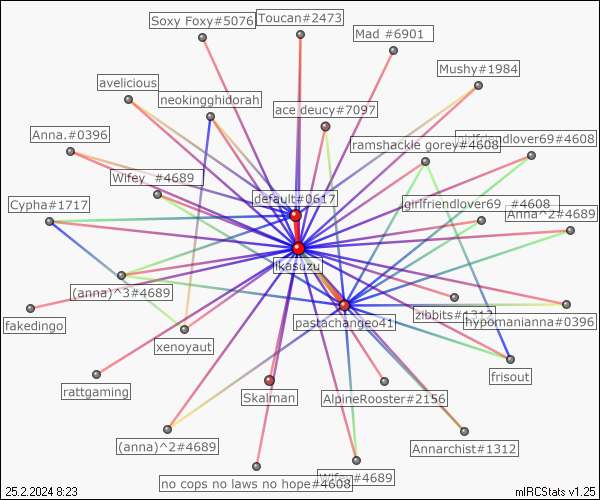 Soxy Foxy#5076
Toucan#2473
Mad #6901
Mushy#1984
avelicious
neokingghidorah
ace deucy#7097
Anna.#0396
ramshackle gorey#4608
girlfriendlover69#4608
Wifey #4689
Cypha#1717
default#0617
girlfriendlover69 #4608
Anna^2#4689
ikasuzu
(anna)^3#4689
fakedingo
pastachange041
zibbits#1312
hypomanianna#0396
xenoyaut
frisout
rattgaming
Skalman
AlpineRooster#2156
(anna)^2#4689
Annarchist#1312
no cops no laws no hope#4608
Wifey#4689
25.2.2024 8:23
mIRCStats v1.25